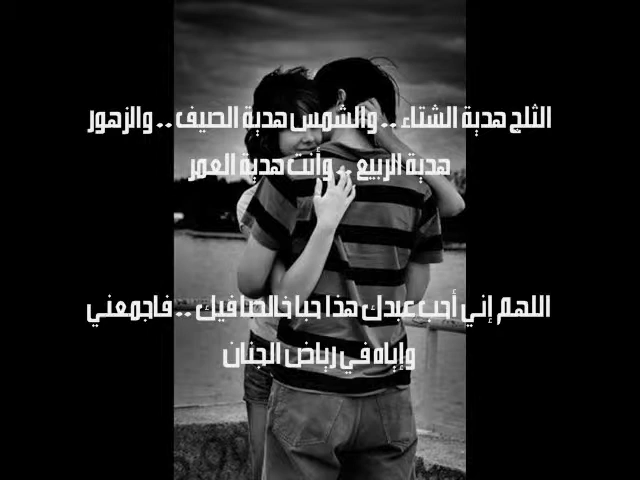 الثلج هدية الشتاء .. والشمس هدية الصيف .. والزهور
هدية الربيع .. وأنت هدية العمر
اللهم إني أحب عبدك هذا حبا خالصا فيك .. فاجمعني
وإياه في رياض الجنان